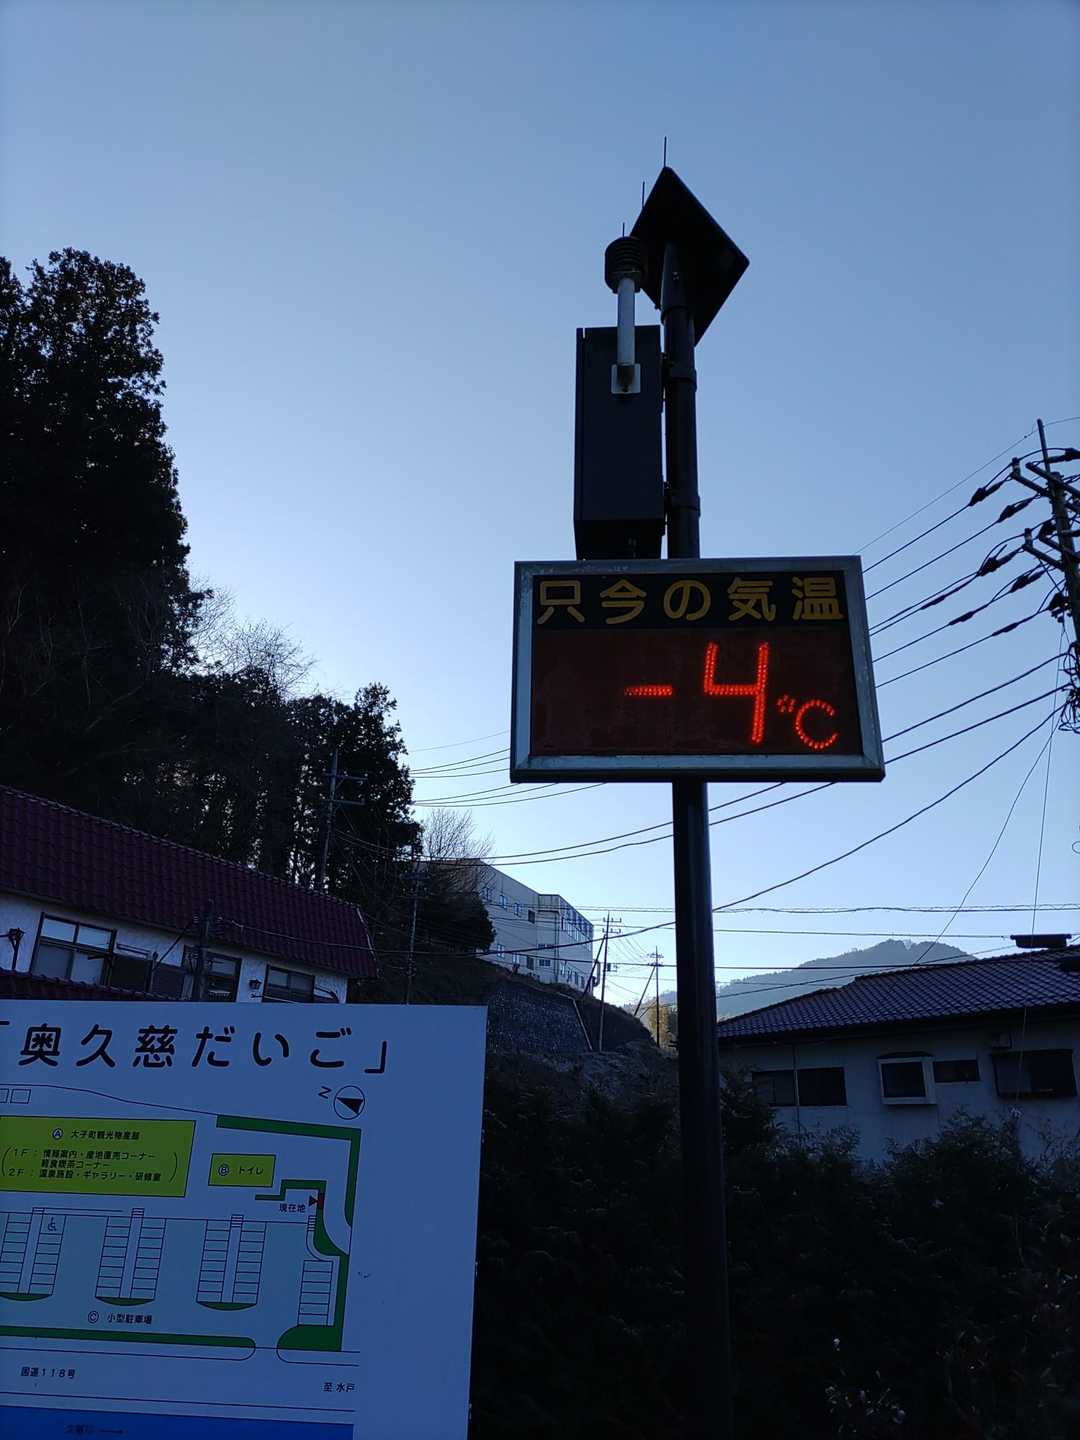 只今の気温
-4℃
「奥久慈だいご」
N
Ⓐ 大子町観光物産館
1F：情報案内・産地直売コーナー
軽食喫茶コーナー
2F：温泉施設・ギャラリー・研修室
Ⓑ トイレ
現在地
Ⓒ 小型駐車場
国道118号
至 水戸